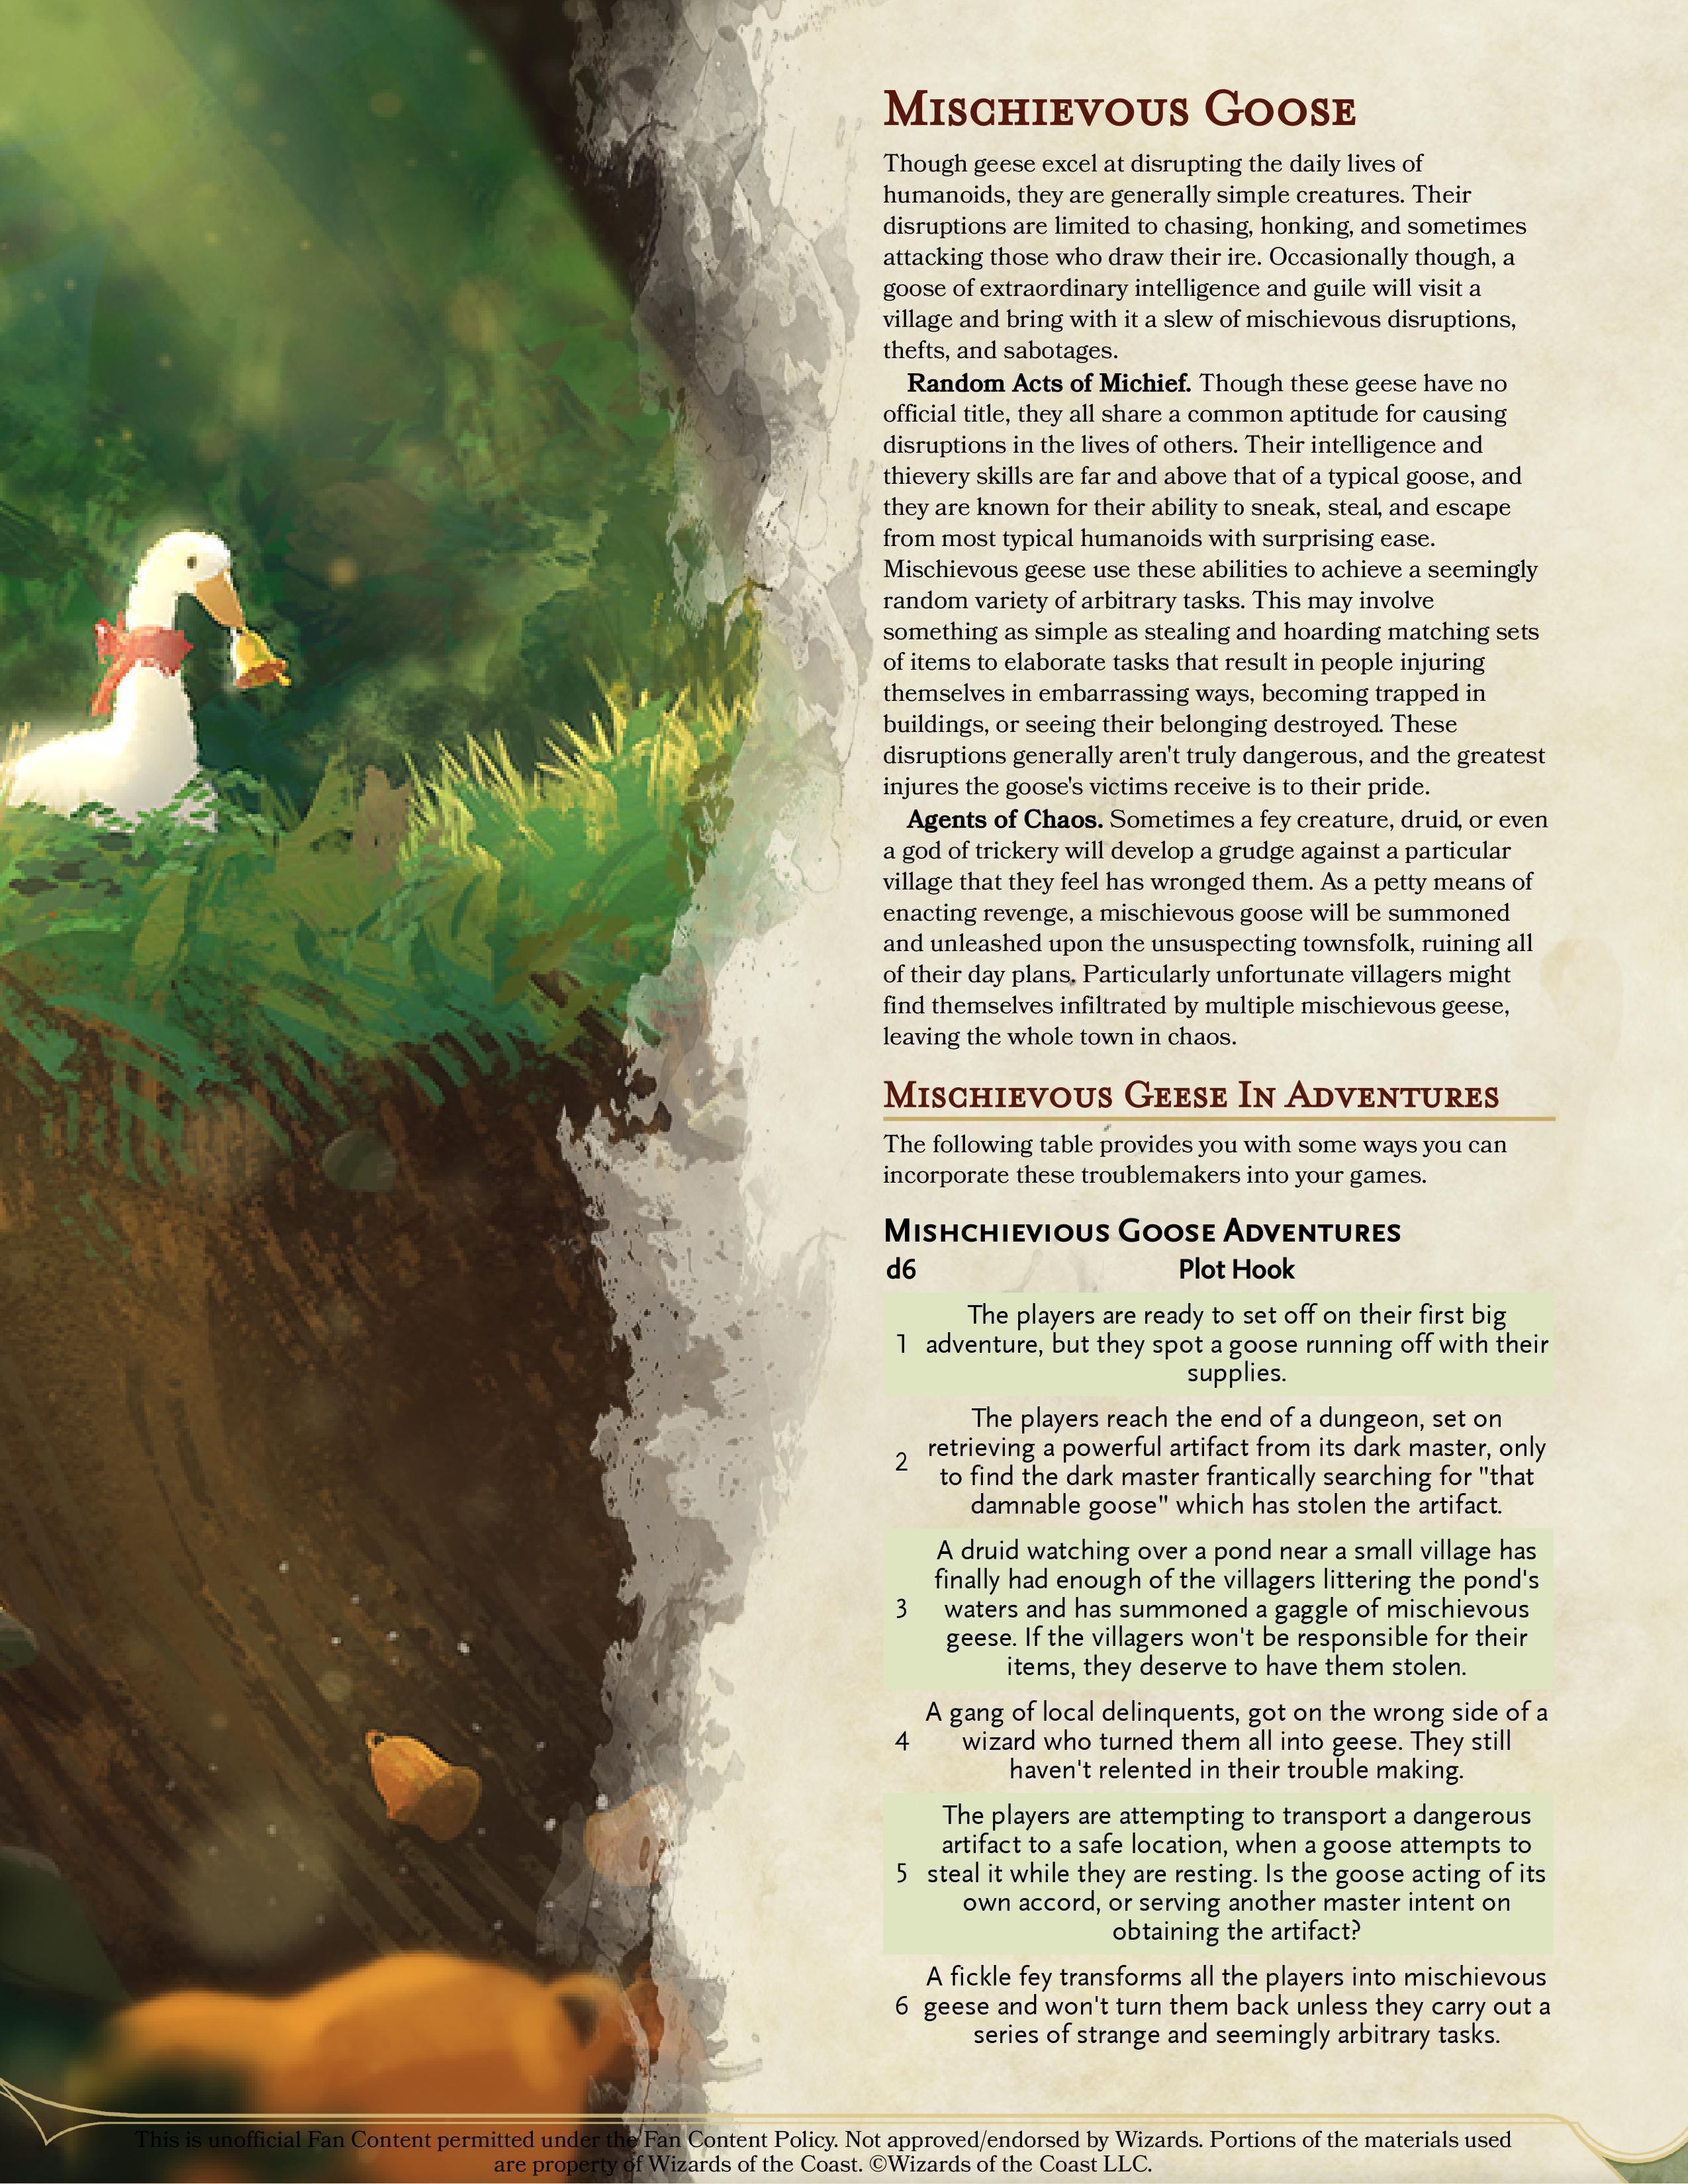 Mischievous Goose
Though geese excel at disrupting the daily lives of
humanoids, they are generally simple creatures. Their
disruptions are limited to chasing, honking, and sometimes
attacking those who draw their ire. Occasionally though, a
goose of extraordinary intelligence and guile will visit a
village and bring with it a slew of mischievous disruptions,
thefts, and sabotages.
Random Acts of Michief. Though these geese have no
official title, they all share a common aptitude for causing
disruptions in the lives of others. Their intelligence and
thievery skills are far and above that of a typical goose, and
they are known for their ability to sneak, steal, and escape
from most typical humanoids with surprising ease.
Mischievous geese use these abilities to achieve a seemingly
random variety of arbitrary tasks. This may involve
something as simple as stealing and hoarding matching sets
of items to elaborate tasks that result in people injuring
themselves in embarrassing ways, becoming trapped in
buildings, or seeing their belonging destroyed. These
disruptions generally aren't truly dangerous, and the greatest
injures the goose's victims receive is to their pride.
Agents of Chaos. Sometimes a fey creature, druid, or even
a god of trickery will develop a grudge against a particular
village that they feel has wronged them. As a petty means of
enacting revenge, a mischievous goose will be summoned
and unleashed upon the unsuspecting townsfolk, ruining all
of their day plans. Particularly unfortunate villagers might
find themselves infiltrated by multiple mischievous geese,
leaving the whole town in chaos.
Mischievous Geese In Adventures
The following table provides you with some ways you can
incorporate these troublemakers into your games.
Mishchievious Goose Adventures
d6 Plot Hook
The players are ready to set off on their first big
1 adventure, but they spot a goose running off with their
supplies.
The players reach the end of a dungeon, set on
retrieving a powerful artifact from its dark master, only
2
to find the dark master frantically searching for "that
damnable goose" which has stolen the artifact.
A druid watching over a pond near a small village has
finally had enough of the villagers littering the pond's
3 waters and has summoned a gaggle of mischievous
geese. If the villagers won't be responsible for their
items, they deserve to have them stolen.
A gang of local delinquents, got on the wrong side of a
4 wizard who turned them all into geese. They still
haven't relented in their trouble making.
The players are attempting to transport a dangerous
artifact to a safe location, when a goose attempts to
5 steal it while they are resting. Is the goose acting of its
own accord, or serving another master intent on
obtaining the artifact?
A fickle fey transforms all the players into mischievous
6 geese and won't turn them back unless they carry out a
series of strange and seemingly arbitrary tasks.
This is unofficial Fan Content permitted under the Fan Content Policy. Not approved/endorsed by Wizards. Portions of the materials used
are property of Wizards of the Coast. ©Wizards of the Coast LLC.